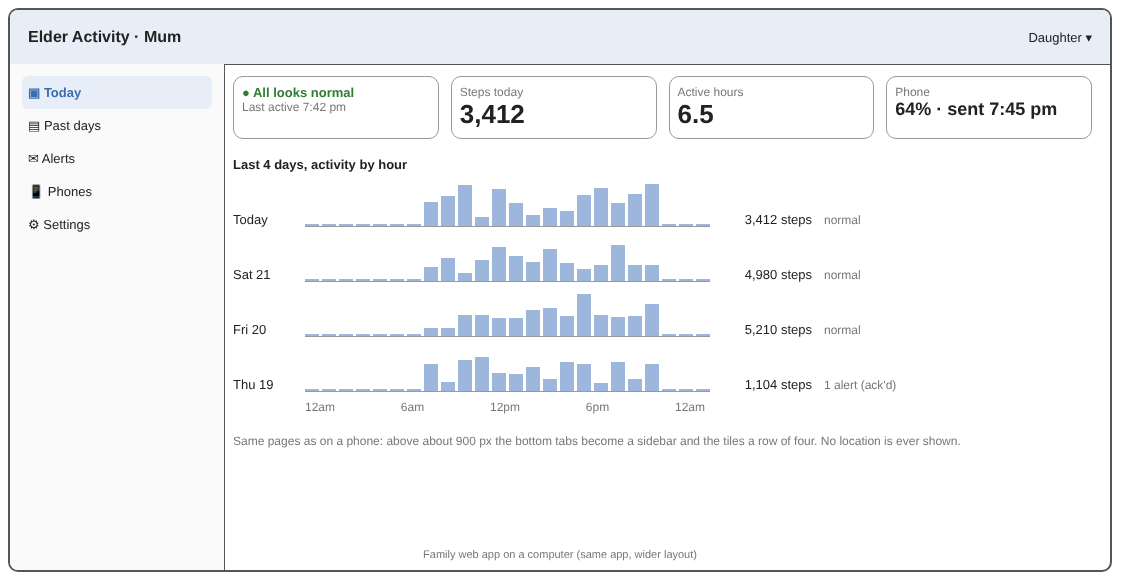 Elder Activity · Mum
Daughter ▾
▣ Today
▤ Past days
✉ Alerts
📱 Phones
⚙ Settings
● All looks normal
Last active 7:42 pm
Steps today
3,412
Active hours
6.5
Phone
64% · sent 7:45 pm
Last 4 days, activity by hour
Today 3,412 steps normal
Sat 21 4,980 steps normal
Fri 20 5,210 steps normal
Thu 19 1,104 steps 1 alert (ack'd)
12am 6am 12pm 6pm 12am
Same pages as on a phone: above about 900 px the bottom tabs become a sidebar and the tiles a row of four. No location is ever shown.
Family web app on a computer (same app, wider layout)